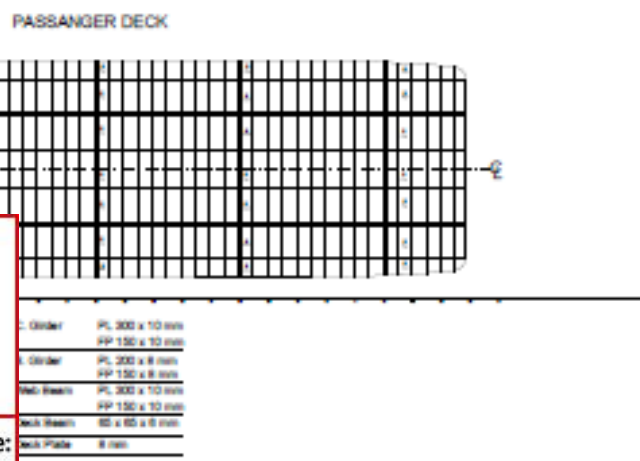 PASSANGER DECK
C. Girder PL 300 x 10 mm
FP 150 x 10 mm
Girder PL 200 x 8 mm
FP 150 x 8 mm
Web Beam PL 300 x 10 mm
FP 150 x 10 mm
Deck Beam 65 x 65 x 6 mm
e: Deck Plate 8 mm